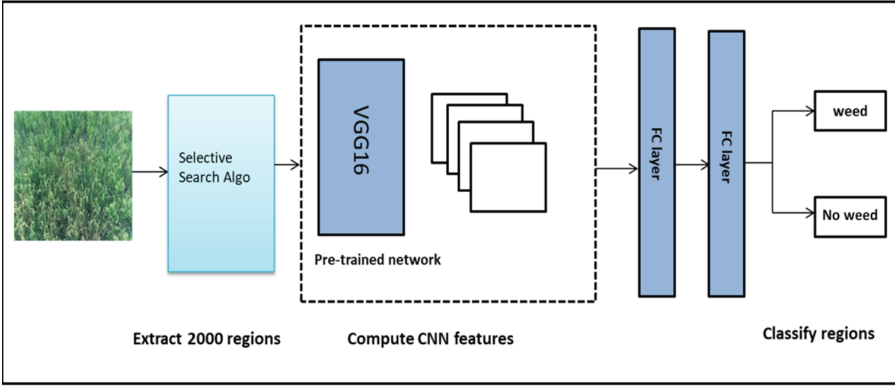 Selective
Search Algo
VGG16
Pre-trained network
FC layer
FC layer
weed
No weed
Extract 2000 regions
Compute CNN features
Classify regions